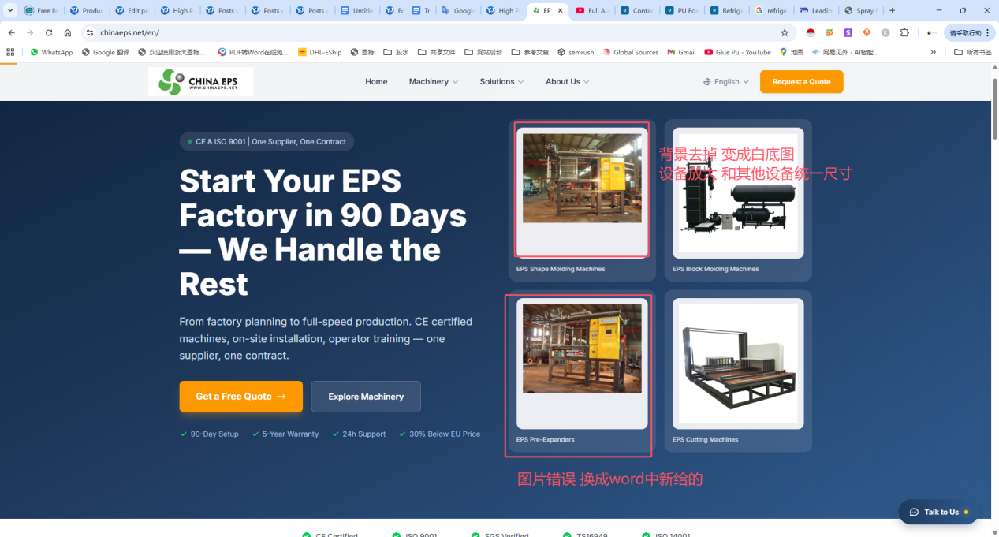 Free B
Produc
Edit p
High P
Posts
Posts
Posts
Untitle
Ec
Tr
Google
High P
EP
Full Au
Contac
PU Foa
Refrige
refrige
Leadin
Spray
chinaeps.net/en/
请采取行动
WhatsApp
Google 翻译
欢迎使用浙大恩特...
PDF转Word在线免...
DHL-EShip
恩特
胶水
共享文件
网站后台
参考文章
semrush
Global Sources
Gmail
Glue Pu - YouTube
地图
网易见外 - AI智能...
所有书签
CHINA EPS
WWW.CHINAEPS.NET
Home
Machinery
Solutions
About Us
English
Request a Quote
CE & ISO 9001 | One Supplier, One Contract
Start Your EPS
Factory in 90 Days
— We Handle the
Rest
From factory planning to full-speed production. CE certified
machines, on-site installation, operator training — one
supplier, one contract.
Get a Free Quote →
Explore Machinery
90-Day Setup
5-Year Warranty
24h Support
30% Below EU Price
背景去掉 变成白底图
设备放大 和其他设备统一尺寸
EPS Shape Molding Machines
EPS Block Molding Machines
EPS Pre-Expanders
EPS Cutting Machines
图片错误 换成word中新给的
Talk to Us
CE Certified
ISO 9001
SGS Verified
TS16949
ISO 14001